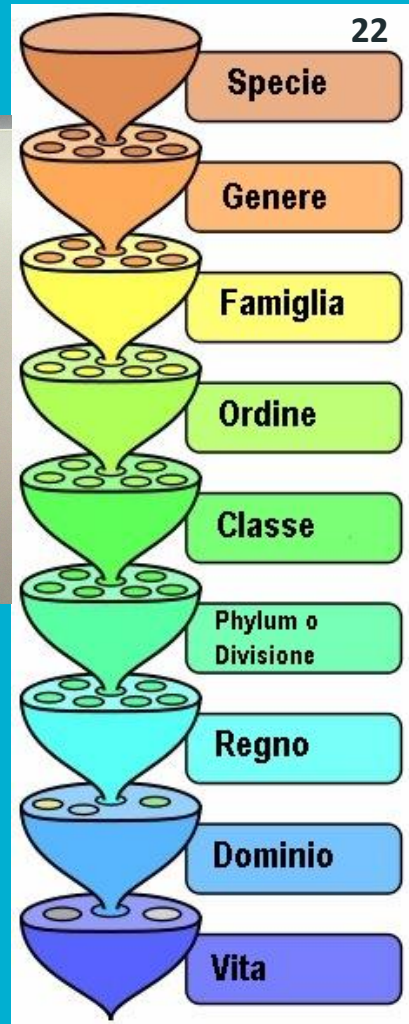 22
Specie
Genere
Famiglia
Ordine
Classe
Phylum o
Divisione
Regno
Dominio
Vita